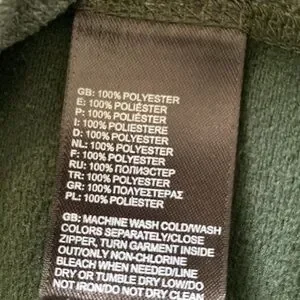 GB: 100% POLYESTER
E: 100% POLIÉSTER
P: 100% POLIÉSTER
I: 100% POLIESTERE
D: 100% POLYESTER
NL: 100% POLYESTER
F: 100% POLYESTER
RU: 100% ПОЛИЭСТЕР
TR: 100% POLYESTER
GR: 100% ΠΟΛΥΕΣΤΕΡΑΣ
PL: 100% POLIESTER
GB: MACHINE WASH COLD/WASH
COLORS SEPARATELY/CLOSE
ZIPPER, TURN GARMENT INSIDE
OUT/ONLY NON-CHLORINE
BLEACH WHEN NEEDED/LINE
DRY OR TUMBLE DRY LOW/
NOT IRON/DO NOT DRY CLEAN